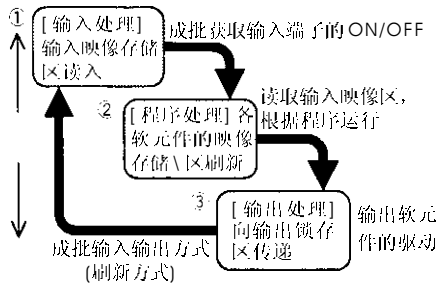 ①
[输入处理]
输入映像存储
区读入
成批获取输入端子的ON/OFF
②
[程序处理]各
软元件的映像
存储\区刷新
读取输入映像区，
根据程序运行
③
[输出处理]
向输出锁存
区传递
输出软元
件的驱动
成批输入输出方式
(刷新方式)